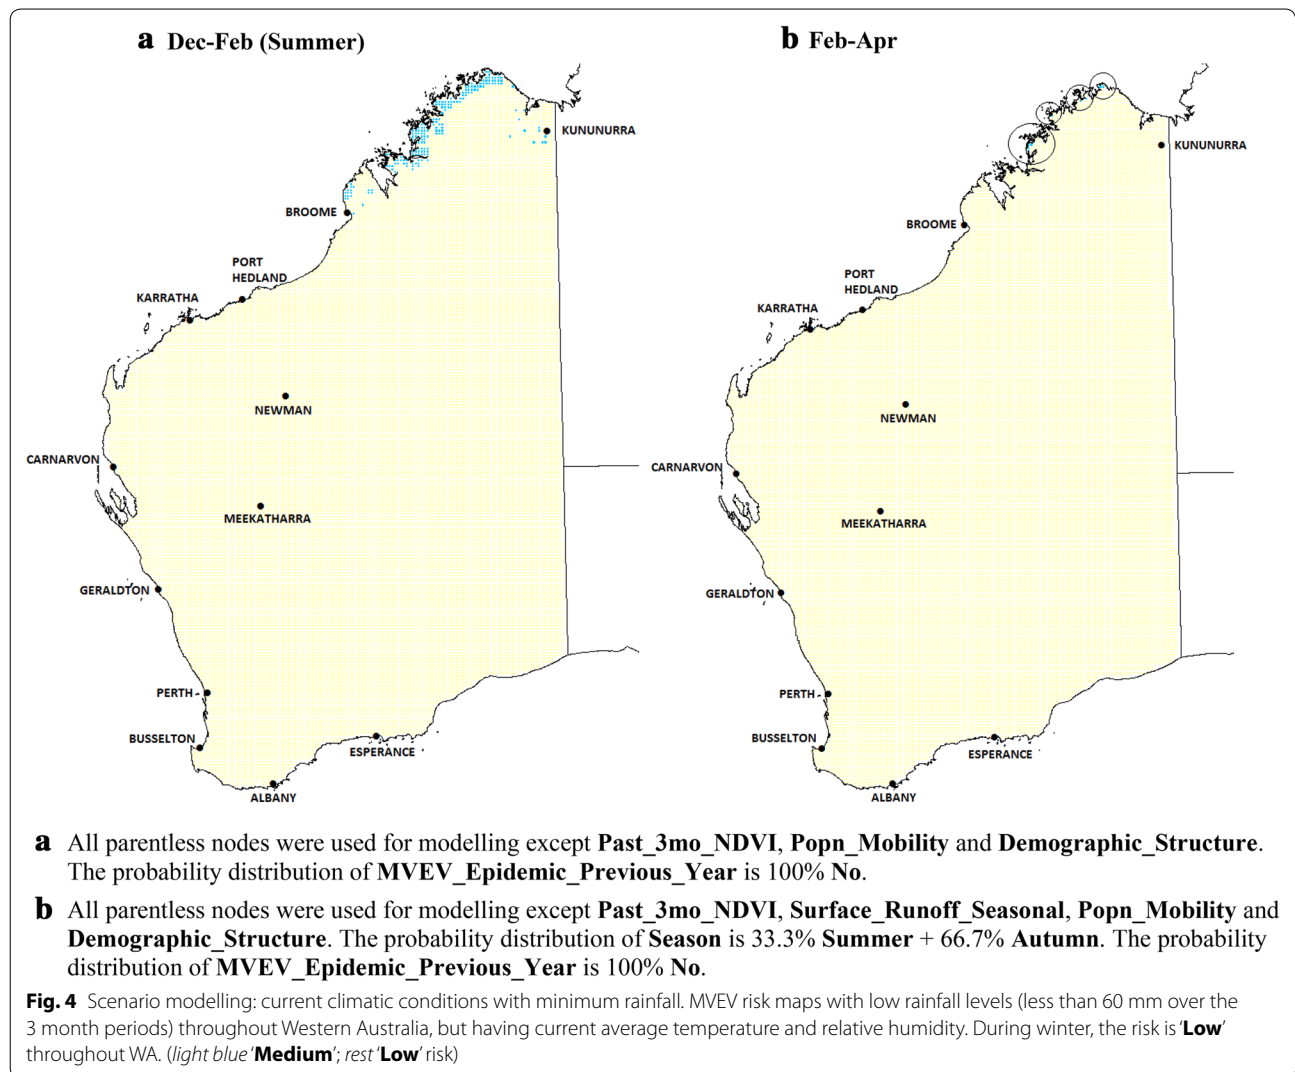 a Dec-Feb (Summer)
b Feb-Apr
KUNUNURRA
BROOME
PORT
HEDLAND
KARRATHA
NEWMAN
CARNARVON
MEEKATHARRA
GERALDTON
PERTH
BUSSELTON
ESPERANCE
ALBANY
KUNUNURRA
BROOME
PORT
HEDLAND
KARRATHA
NEWMAN
CARNARVON
MEEKATHARRA
GERALDTON
PERTH
BUSSELTON
ESPERANCE
ALBANY
a All parentless nodes were used for modelling except Past_3mo_NDVI, Popn_Mobility and Demographic_Structure.
The probability distribution of MVEV_Epidemic_Previous_Year is 100% No.
b All parentless nodes were used for modelling except Past_3mo_NDVI, Surface_Runoff_Seasonal, Popn_Mobility and
Demographic_Structure. The probability distribution of Season is 33.3% Summer + 66.7% Autumn. The probability
distribution of MVEV_Epidemic_Previous_Year is 100% No.
Fig. 4 Scenario modelling: current climatic conditions with minimum rainfall. MVEV risk maps with low rainfall levels (less than 60 mm over the
3 month periods) throughout Western Australia, but having current average temperature and relative humidity. During winter, the risk is 'Low'
throughout WA. (light blue 'Medium'; rest 'Low' risk)